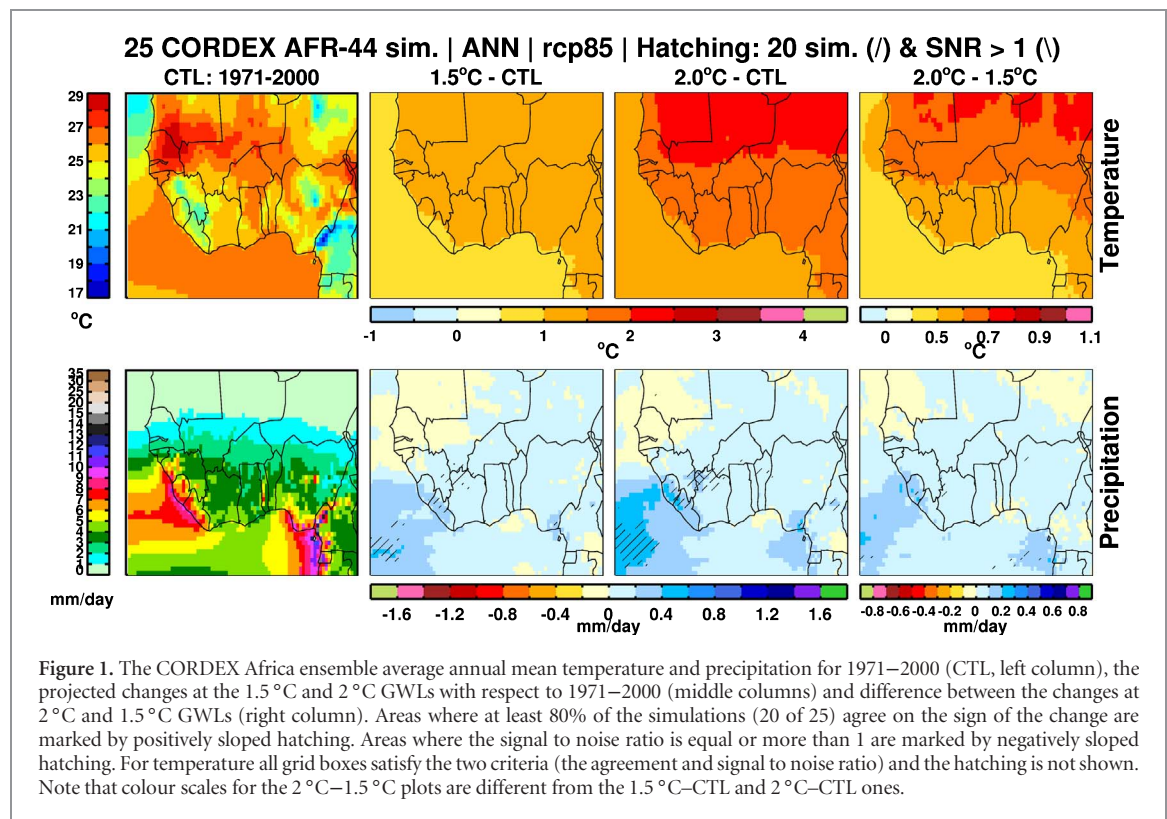 25 CORDEX AFR-44 sim. | ANN | rcp85 | Hatching: 20 sim. (/) & SNR > 1 (\)
CTL: 1971-2000 1.5°C - CTL 2.0°C - CTL 2.0°C - 1.5°C
29
27
25
23
21
19
17
°C
Temperature
-1 0 1 2 3 4
°C
0 0.5 0.7 0.9 1.1
°C
35
30
25
20
15
14
13
12
11
10
9
8
7
6
5
4
3
2
1
0
mm/day
Precipitation
-1.6 -1.2 -0.8 -0.4 0 0.4 0.8 1.2 1.6
mm/day
-0.8 -0.6 -0.4 -0.2 0 0.2 0.4 0.6 0.8
mm/day
Figure 1. The CORDEX Africa ensemble average annual mean temperature and precipitation for 1971−2000 (CTL, left column), the
projected changes at the 1.5 °C and 2 °C GWLs with respect to 1971−2000 (middle columns) and difference between the changes at
2 °C and 1.5 °C GWLs (right column). Areas where at least 80% of the simulations (20 of 25) agree on the sign of the change are
marked by positively sloped hatching. Areas where the signal to noise ratio is equal or more than 1 are marked by negatively sloped
hatching. For temperature all grid boxes satisfy the two criteria (the agreement and signal to noise ratio) and the hatching is not shown.
Note that colour scales for the 2 °C−1.5 °C plots are different from the 1.5 °C–CTL and 2 °C–CTL ones.